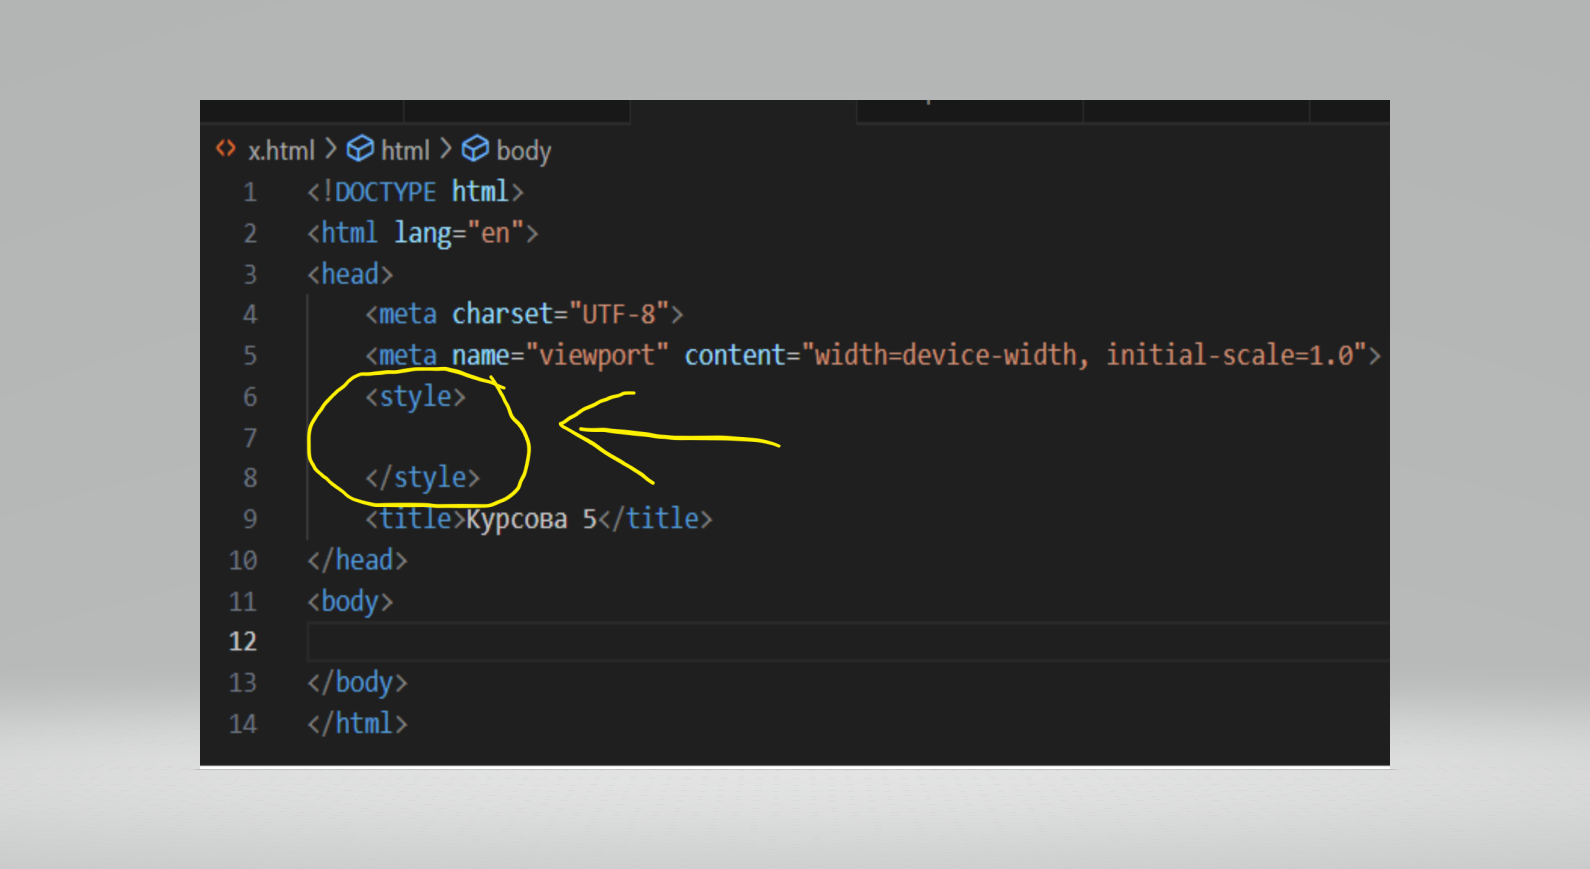 x.html > html > body
1 <!DOCTYPE html>
2 <html lang="en">
3 <head>
4 <meta charset="UTF-8">
5 <meta name="viewport" content="width=device-width, initial-scale=1.0">
6 <style>
7
8 </style>
9 <title>Курсова 5</title>
10 </head>
11 <body>
12
13 </body>
14 </html>